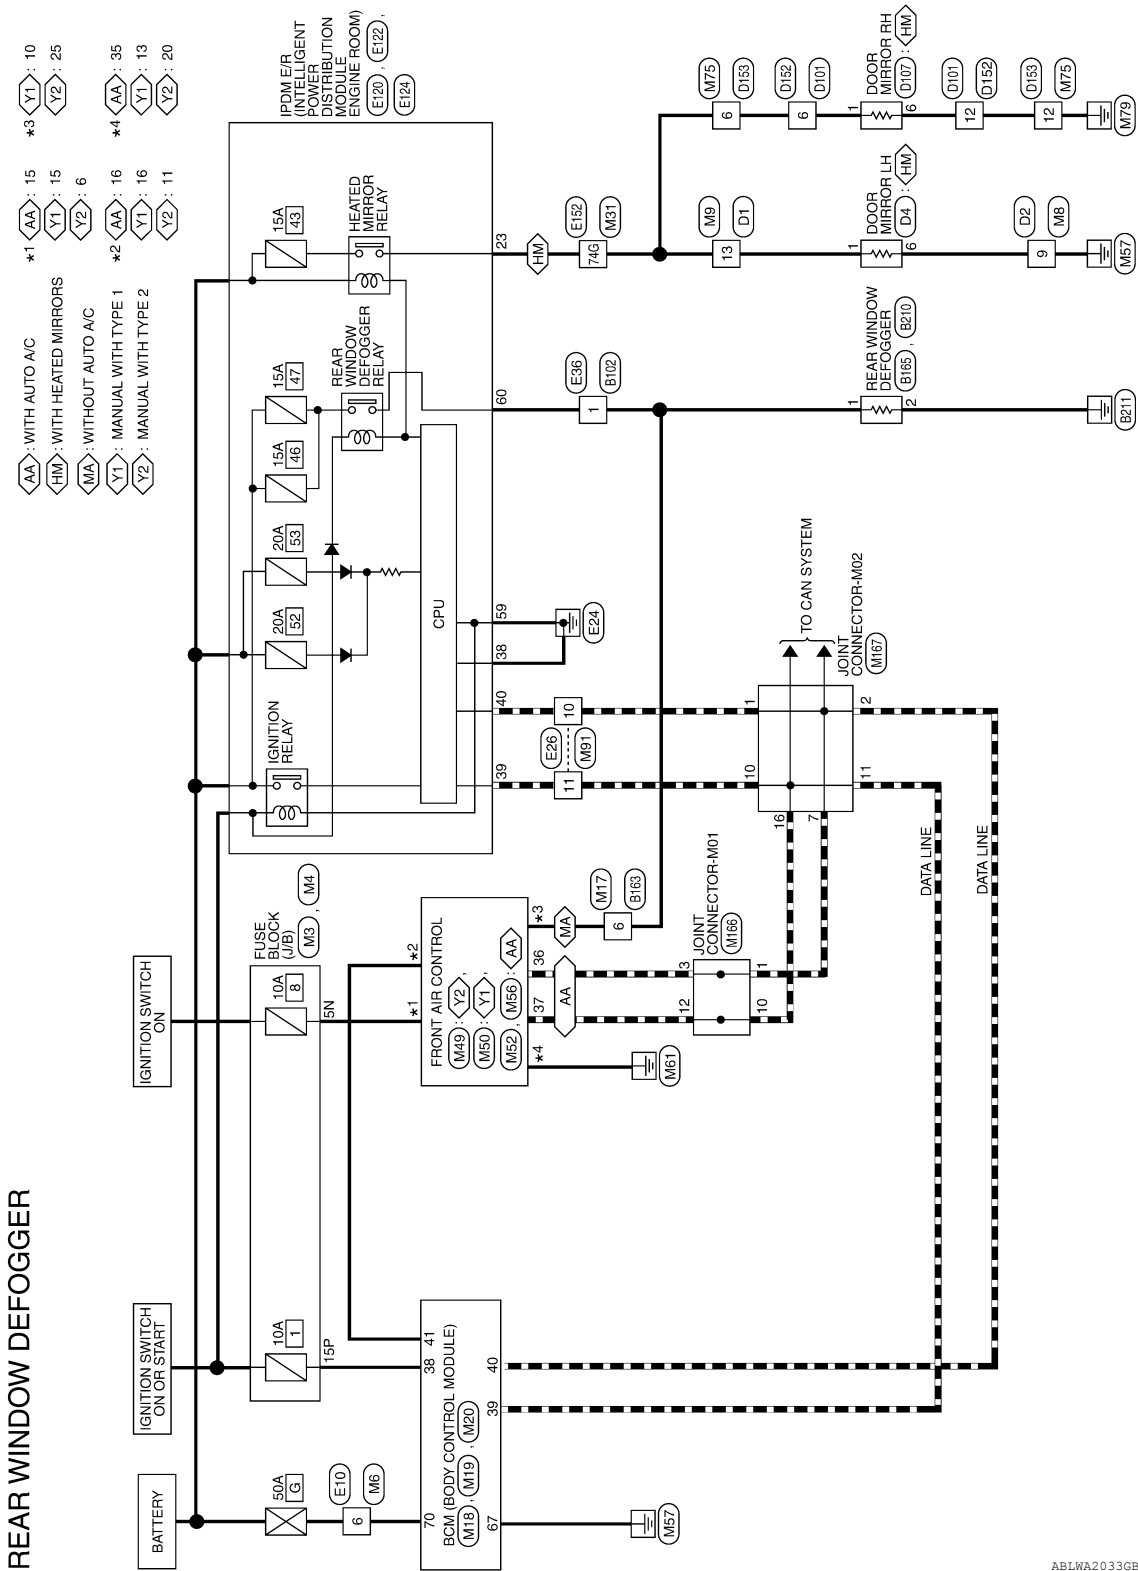 REAR WINDOW DEFOGGER
AA : WITH AUTO A/C
HM : WITH HEATED MIRRORS
MA : WITHOUT AUTO A/C
Y1 : MANUAL WITH TYPE 1
Y2 : MANUAL WITH TYPE 2
*1 AA : 15
Y1 : 15
Y2 : 6
*2 AA : 16
Y1 : 16
Y2 : 11
*3 Y1 : 10
Y2 : 25
*4 AA : 35
Y1 : 13
Y2 : 20
BATTERY
IGNITION SWITCH
ON OR START
IGNITION SWITCH
ON
50A
G
E10
6
M6
10A
1
15P
10A
8
5N
FUSE
BLOCK
(J/B)
M3 , M4
IGNITION
RELAY
20A
52
20A
53
15A
46
15A
47
REAR
WINDOW
DEFOGGER
RELAY
15A
43
HEATED
MIRROR
RELAY
IPDM E/R
(INTELLIGENT
POWER
DISTRIBUTION
MODULE
ENGINE ROOM)
E120 , E122 ,
E124
CPU
39
40
38
59
60
23
70
38
41
BCM (BODY CONTROL MODULE)
M18 , M19 , M20
67
39
40
M57
*1
*2
FRONT AIR CONTROL
M49 : Y2 ,
M50 : Y1 ,
M52 , M56 : AA
*4
37
36
*3
AA
MA
M61
M17
6
B163
12
3
10
1
JOINT
CONNECTOR-M01
M166
11
10
E26
M91
E24
E36
1
B102
HM
E152
74G
M31
10
1
16
7
11
2
TO CAN SYSTEM
JOINT
CONNECTOR-M02
M167
DATA LINE
DATA LINE
REAR WINDOW
DEFOGGER
B165 , B210
1
2
B211
M9
13
D1
DOOR
MIRROR LH
D4 : HM
1
6
D2
9
M8
M57
M75
6
D153
D152
6
D101
DOOR
MIRROR RH
D107 : HM
1
6
D101
12
D152
D153
12
M75
M79
ABLWA2033GB